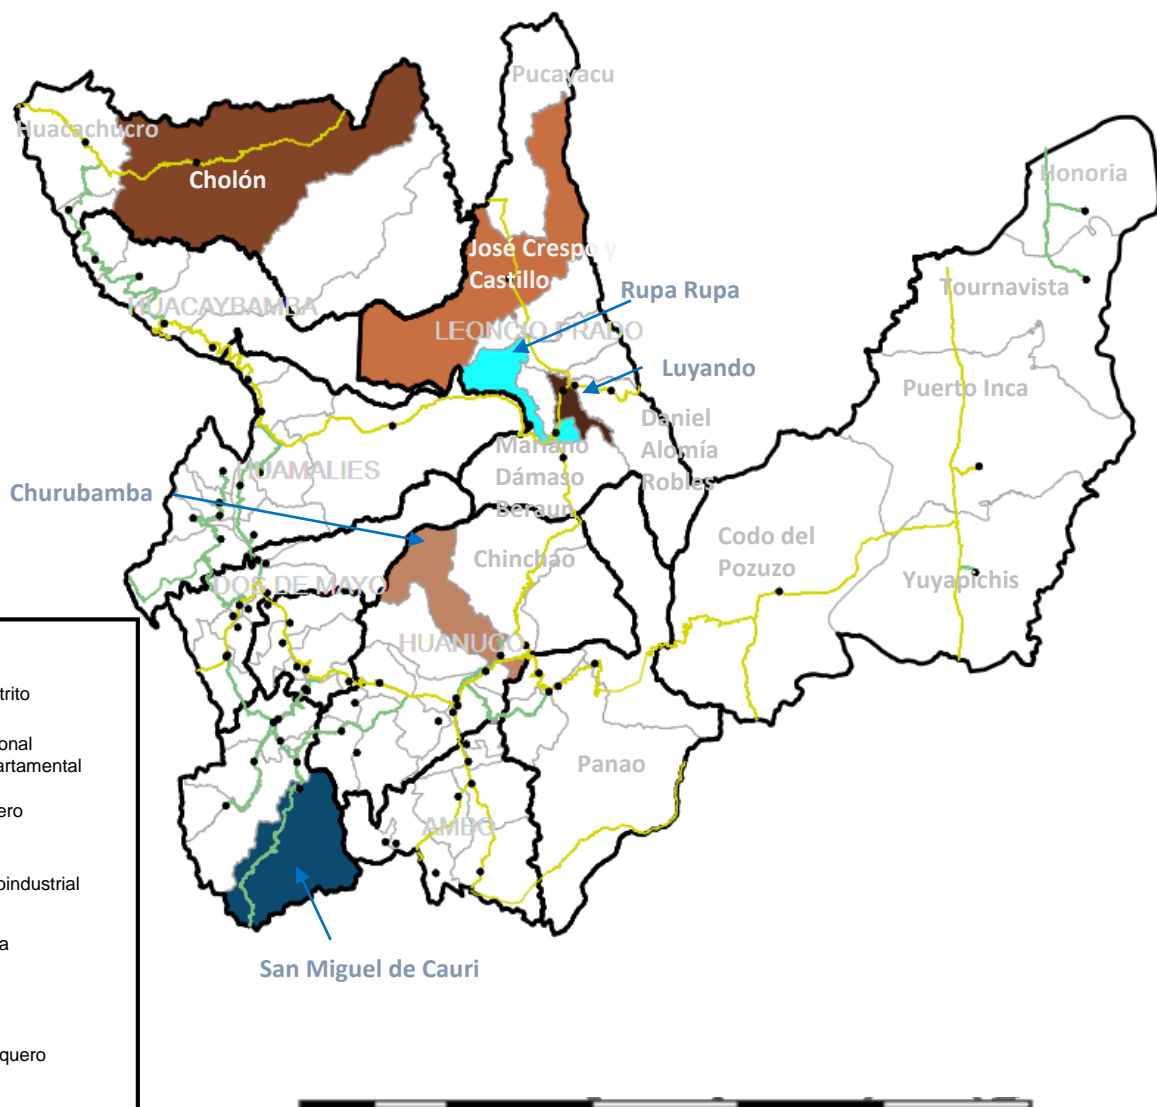 Pucayacu
Huacachucro
Cholón
Honoria
José Crespo y
Castillo
Rupa Rupa
Tournavista
HUACAYBAMBA
LEONCIO PRADO
Luyando
Puerto Inca
Daniel
Alomía
Robles
Mariano
Dámaso
Beraun
HUAMALIES
Churubamba
Chinchao
Codo del
Pozuzo
Yuyapichis
DOS DE MAYO
HUANUCO
trito
onal
artamental
ero
oindustrial
a
quero
Panao
AMBO
San Miguel de Cauri